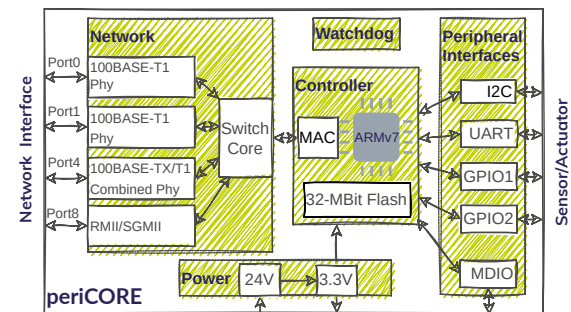 Network
Watchdog
Peripheral
Interfaces
Port0
100BASE-T1
Phy
Controller
I2C
Port1
100BASE-T1
Phy
Switch
Core
MAC
ARMv7
UART
Port4
100BASE-TX/T1
Combined Phy
GPIO1
32-MBit Flash
Port8
RMII/SGMII
GPIO2
Power
24V
3.3V
MDIO
periCORE
Network Interface
Sensor/Actuator